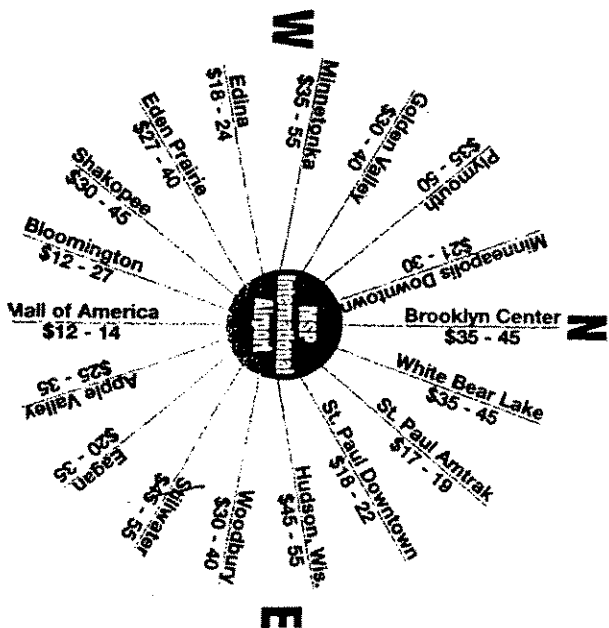 W
Minnetonka
$35 - 55
Golden Valley
$30 - 40
Plymouth
$35 - 50
Minneapolis Downtown
$21 - 30
Brooklyn Center
$35 - 45
N
White Bear Lake
$35 - 45
St. Paul Amtrak
$17 - 19
St. Paul Downtown
$18 - 22
Hudson, Wis.
$45 - 55
E
Woodbury
$30 - 40
Stillwater
$45 - 55
Eagan
$20 - 35
Apple Valley
$25 - 35
Mall of America
$12 - 14
Bloomington
$12 - 27
Shakopee
$30 - 45
Eden Prairie
$27 - 40
Edina
$18 - 24
MSP
International
Airport